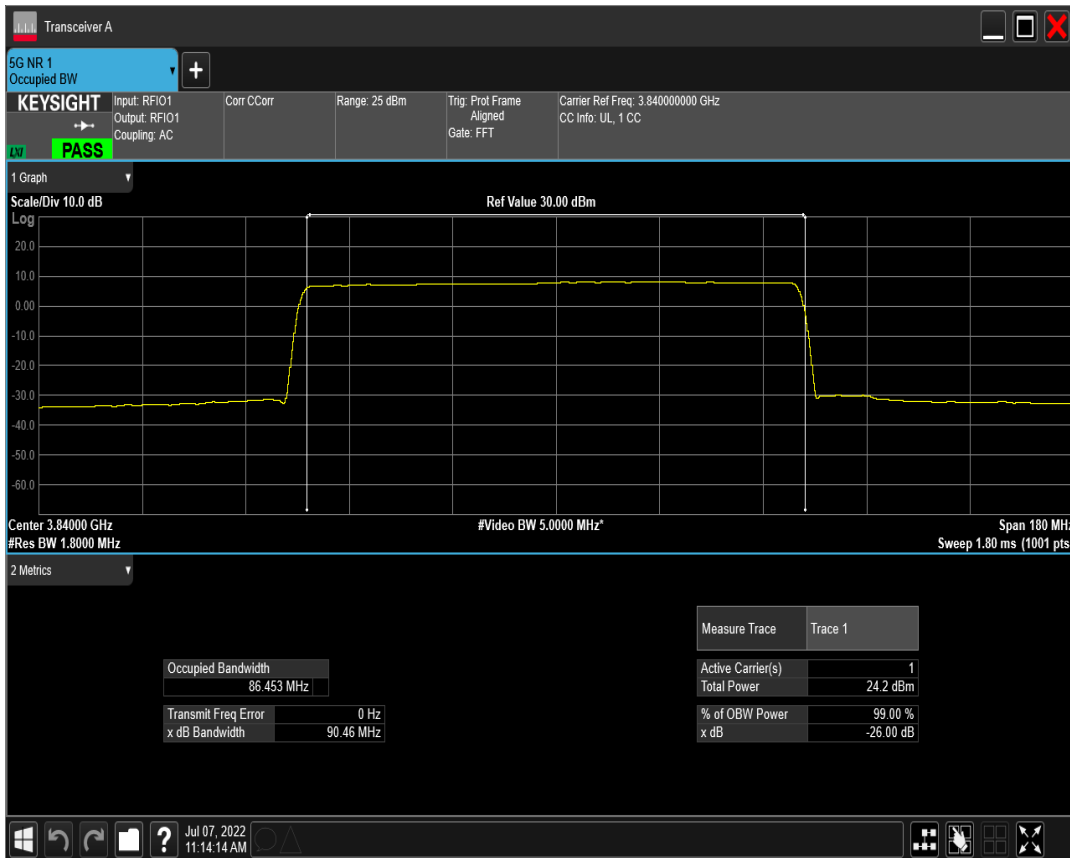 Transceiver A
5G NR 1
Occupied BW
+
KEYSIGHT
LXI
PASS
Input: RFIO1
Output: RFIO1
Coupling: AC
Corr CCorr
Range: 25 dBm
Trig: Prot Frame
Aligned
Gate: FFT
Carrier Ref Freq: 3.840000000 GHz
CC Info: UL, 1 CC
1 Graph
Scale/Div 10.0 dB
Ref Value 30.00 dBm
Log
20.0
10.0
0.00
-10.0
-20.0
-30.0
-40.0
-50.0
-60.0
Center 3.84000 GHz
#Video BW 5.0000 MHz*
Span 180 MHz
#Res BW 1.8000 MHz
Sweep 1.80 ms (1001 pts
2 Metrics
Measure Trace Trace 1
Occupied Bandwidth
86.453 MHz
Active Carrier(s) 1
Total Power 24.2 dBm
Transmit Freq Error 0 Hz
x dB Bandwidth 90.46 MHz
% of OBW Power 99.00 %
x dB -26.00 dB
?
Jul 07, 2022
11:14:14 AM